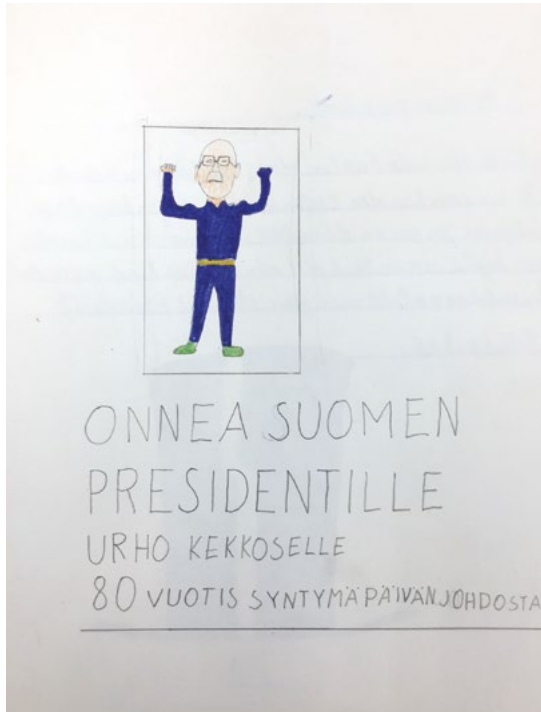 ONNEA SUOMEN
PRESIDENTILLE
URHO KEKKOSELLE
80 VUOTIS SYNTYMÄPÄIVÄNJOHDOSTA